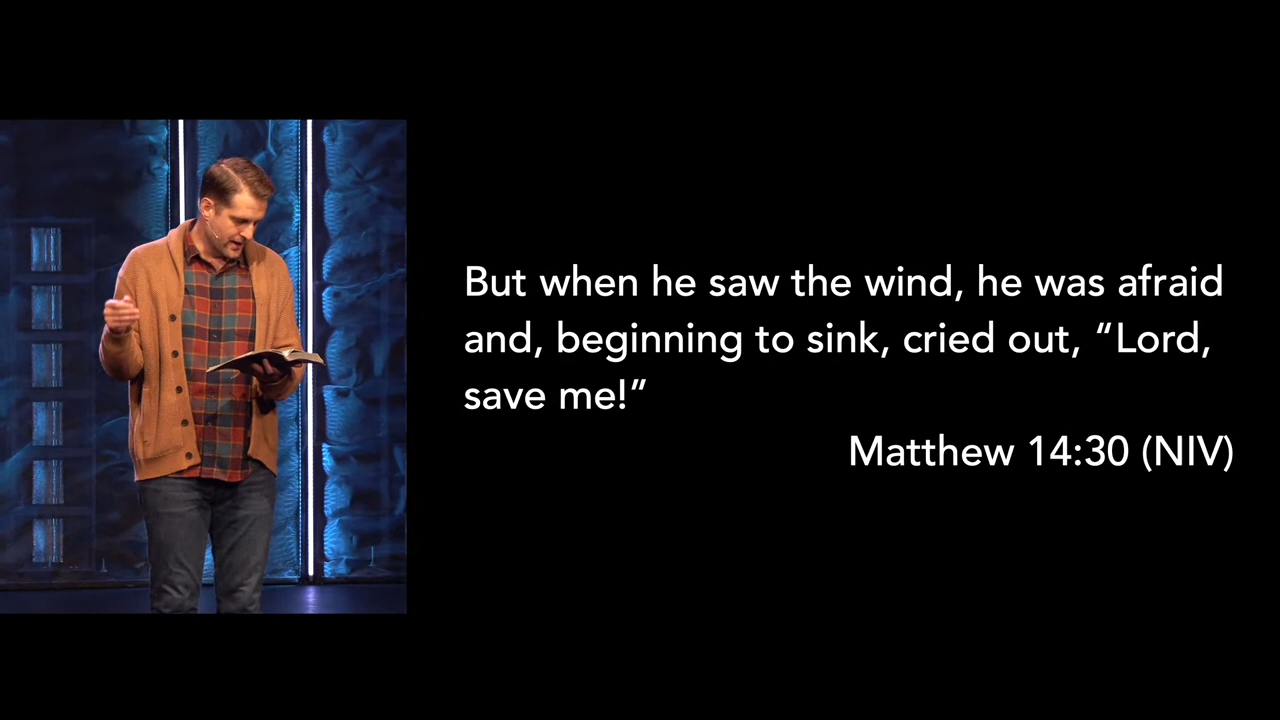 But when he saw the wind, he was afraid
and, beginning to sink, cried out, “Lord,
save me!”
Matthew 14:30 (NIV)